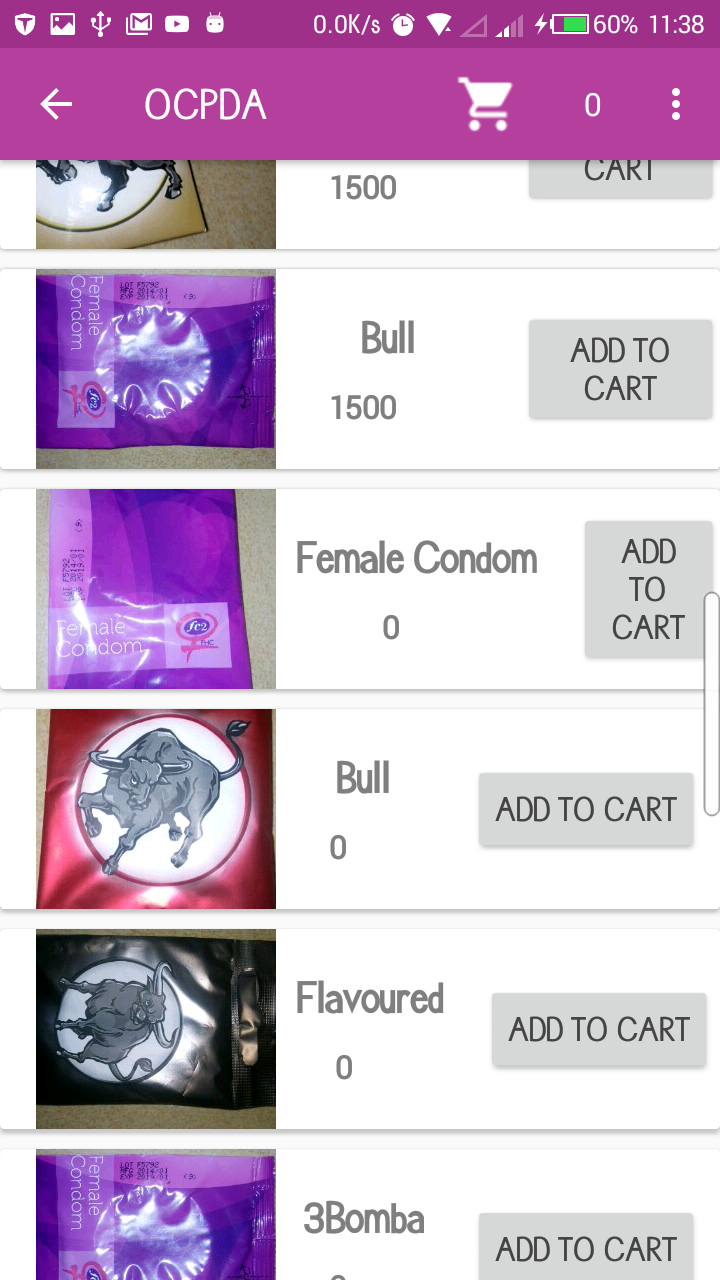 0.0K/s 60% 11:38
OCPDA 0
1500
CART
Female
Condom
LOT F5792
MFG 2014/01
EXP 2019/01 (9)
fc2
Bull
1500
ADD TO
CART
LOT F5792
2014/01
EXP 2019/01
Female
Condom
fc2
FHC
Female Condom
0
ADD
TO
CART
Bull
0
ADD TO CART
Flavoured
0
ADD TO CART
Female
Condom
LOT F5792
MFG 2014/01
EXP 2019/01 (9)
3Bomba
ADD TO CART